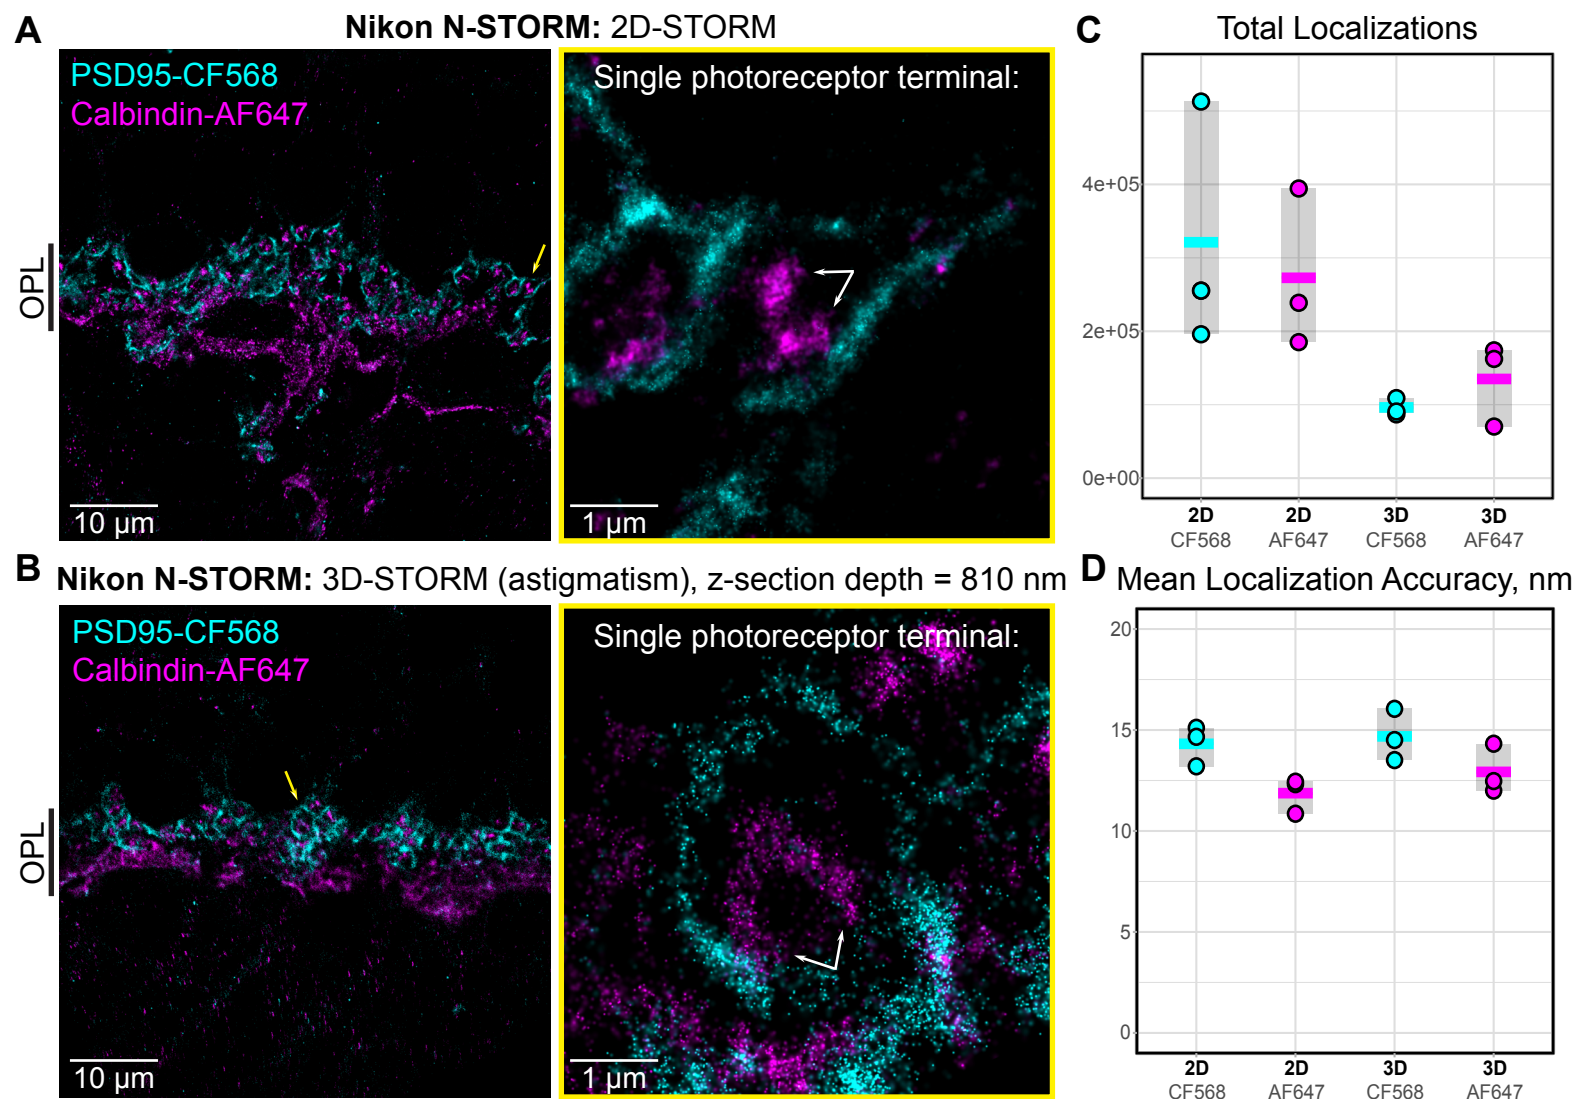 A
Nikon N-STORM: 2D-STORM
PSD95-CF568
Calbindin-AF647
OPL
10 µm
Single photoreceptor terminal:
1 µm
B
Nikon N-STORM: 3D-STORM (astigmatism), z-section depth = 810 nm
PSD95-CF568
Calbindin-AF647
OPL
10 µm
Single photoreceptor terminal:
1 µm
C
Total Localizations
4e+05
2e+05
0e+00
2D 2D 3D 3D
CF568 AF647 CF568 AF647
D
Mean Localization Accuracy, nm
20
15
10
5
0
2D 2D 3D 3D
CF568 AF647 CF568 AF647